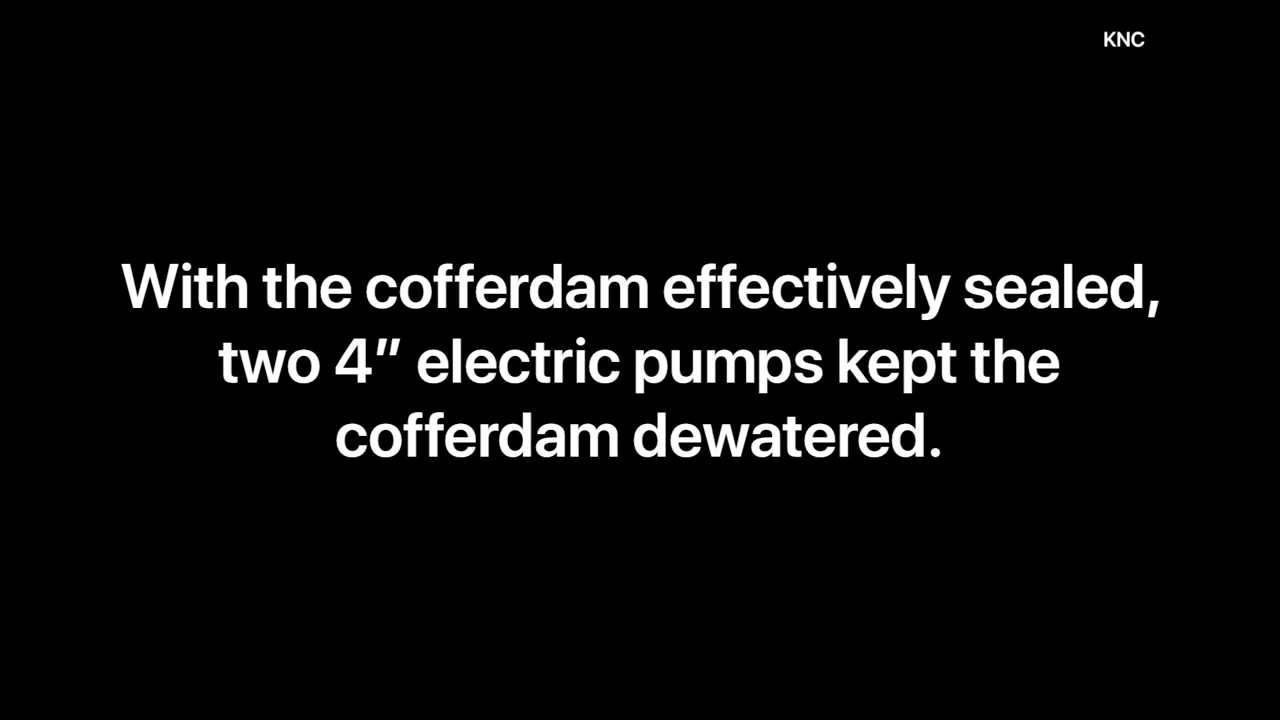 KNC
With the cofferdam effectively sealed,
two 4” electric pumps kept the
cofferdam dewatered.